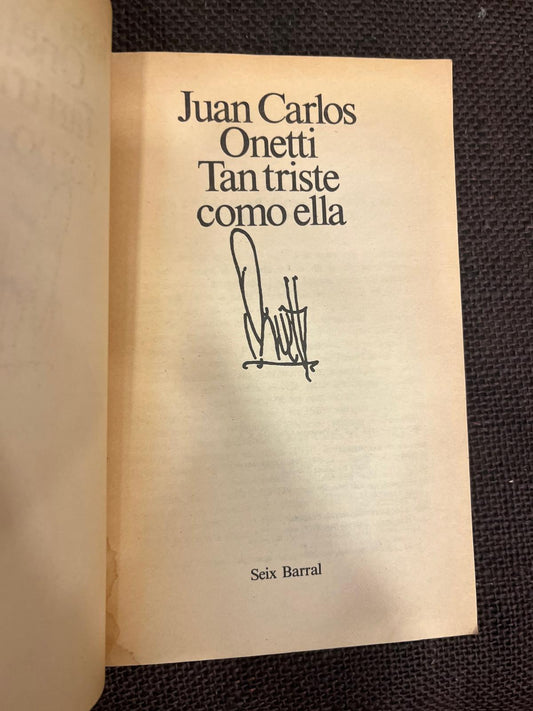 Juan Carlos
Onetti
Tan triste
como ella
Onetti
Seix Barral